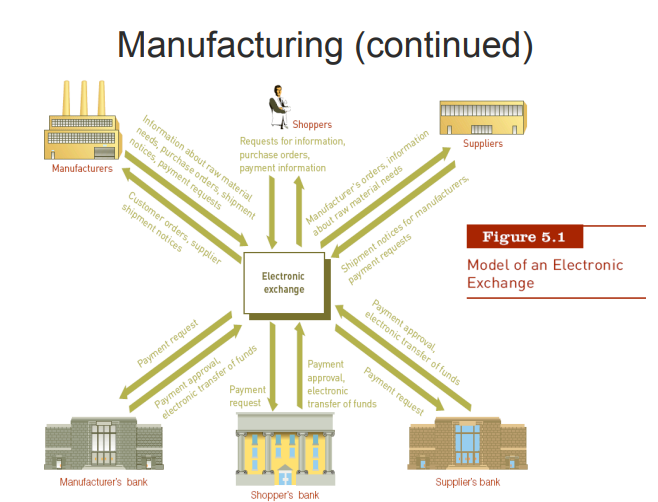 Manufacturing (continued)
Shoppers
Suppliers
Manufacturers
Information about raw material
needs, purchase orders, shipment
notices, payment requests
Customer orders, supplier
shipment notices
Requests for information,
purchase orders,
payment information
Manufacturer's orders, information
about raw material needs
Shipment notices for manufacturers,
payment requests
Figure 5.1
Model of an Electronic
Exchange
Electronic
exchange
Payment request
Payment approval,
electronic transfer of funds
Payment
request
Payment
approval,
electronic
transfer of funds
Payment approval,
electronic transfer of funds
Payment request
Manufacturer's bank
Shopper's bank
Supplier's bank